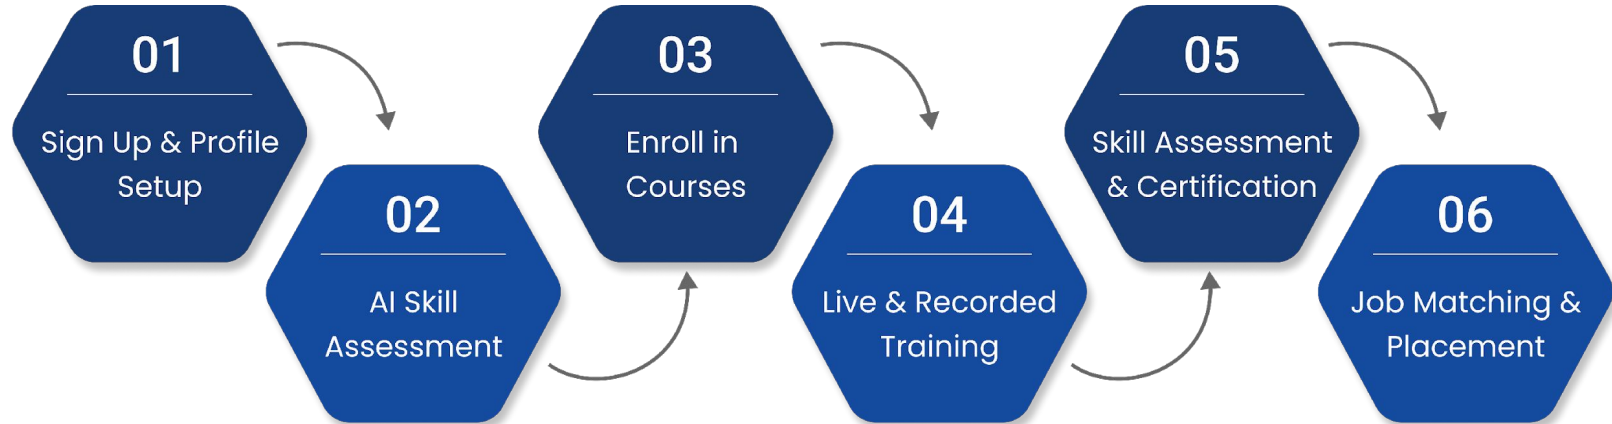 01
Sign Up & Profile
Setup
02
AI Skill
Assessment
03
Enroll in
Courses
04
Live & Recorded
Training
05
Skill Assessment
& Certification
06
Job Matching &
Placement